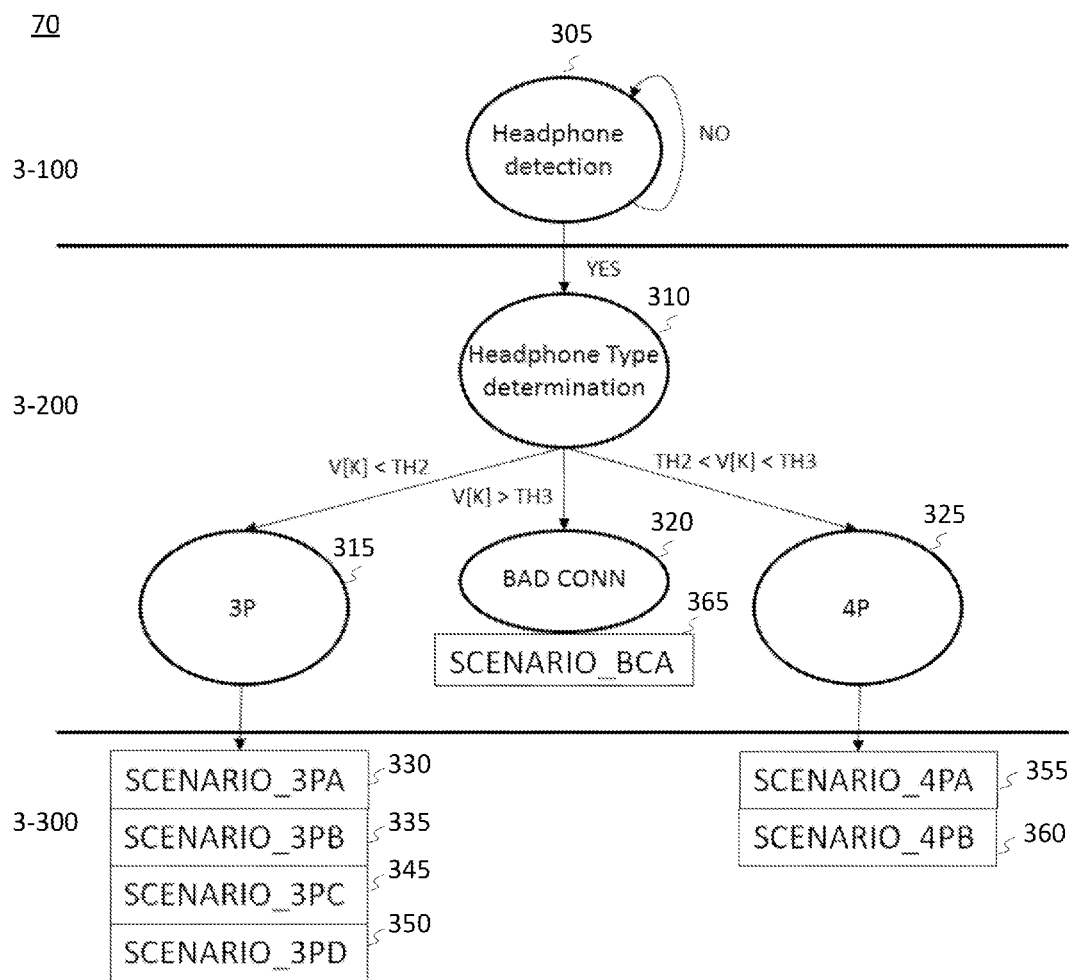 70
305
Headphone
detection
NO
3-100
YES
310
Headphone Type
determination
3-200
V[K] < TH2
V[K] > TH3
TH2 < V[K] < TH3
315
320
325
3P
BAD CONN
4P
365
SCENARIO_BCA
SCENARIO_3PA
330
SCENARIO_4PA
355
3-300
SCENARIO_3PB
335
SCENARIO_4PB
360
SCENARIO_3PC
345
SCENARIO_3PD
350